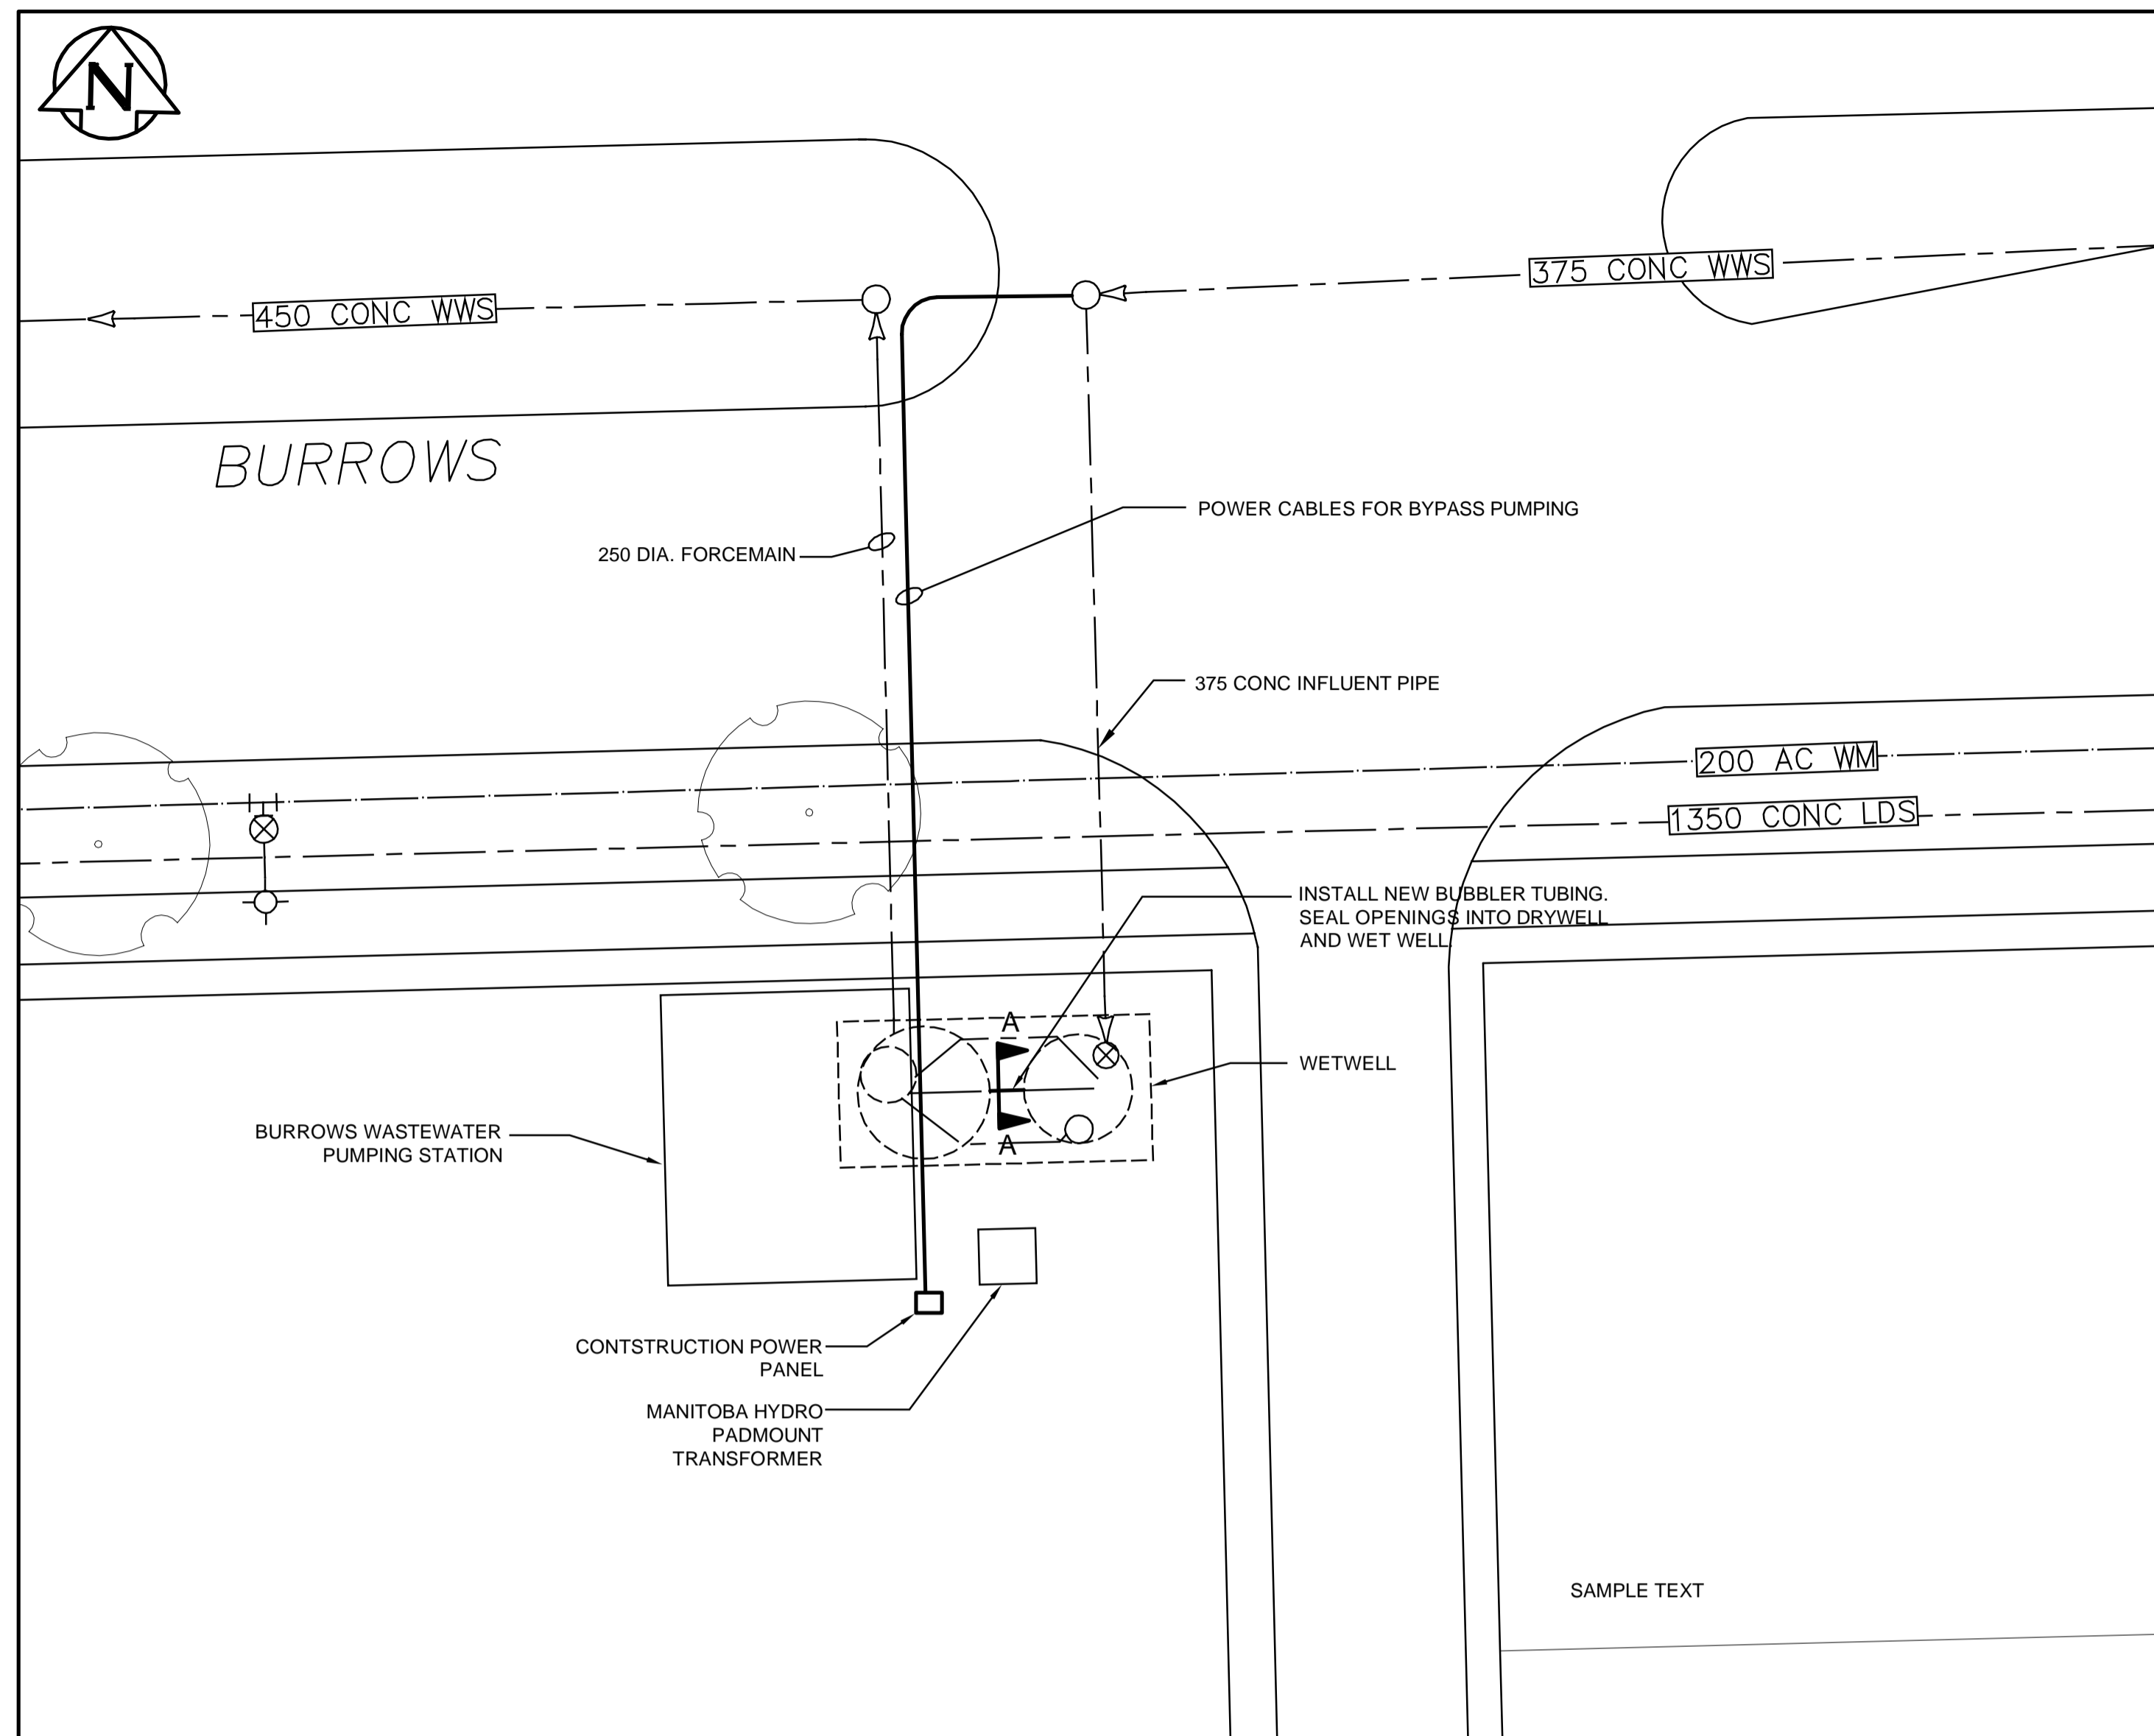 N
375 CONC WWS
450 CONC WWS
BURROWS
POWER CABLES FOR BYPASS PUMPING
250 DIA. FORCEMAIN
375 CONC INFLUENT PIPE
200 AC WM
1350 CONC LDS
INSTALL NEW BUBBLER TUBING.
SEAL OPENINGS INTO DRYWELL
AND WET WELL.
A
WETWELL
A
BURROWS WASTEWATER
PUMPING STATION
CONTSTRUCTION POWER
PANEL
MANITOBA HYDRO
PADMOUNT
TRANSFORMER
SAMPLE TEXT